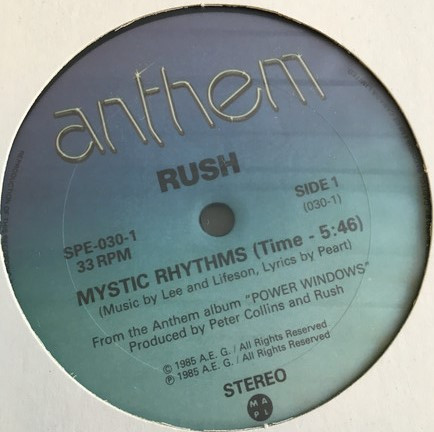 anthem
RUSH
SPE-030-1
33 RPM
SIDE 1
(030-1)
MYSTIC RHYTHMS (Time - 5:46)
(Music by Lee and Lifeson, Lyrics by Peart)
From the Anthem album "POWER WINDOWS"
Produced by Peter Collins and Rush
© 1985 A.E. G. / All Rights Reserved
℗ 1985 A.E. G. / All Rights Reserved
STEREO
MAPL